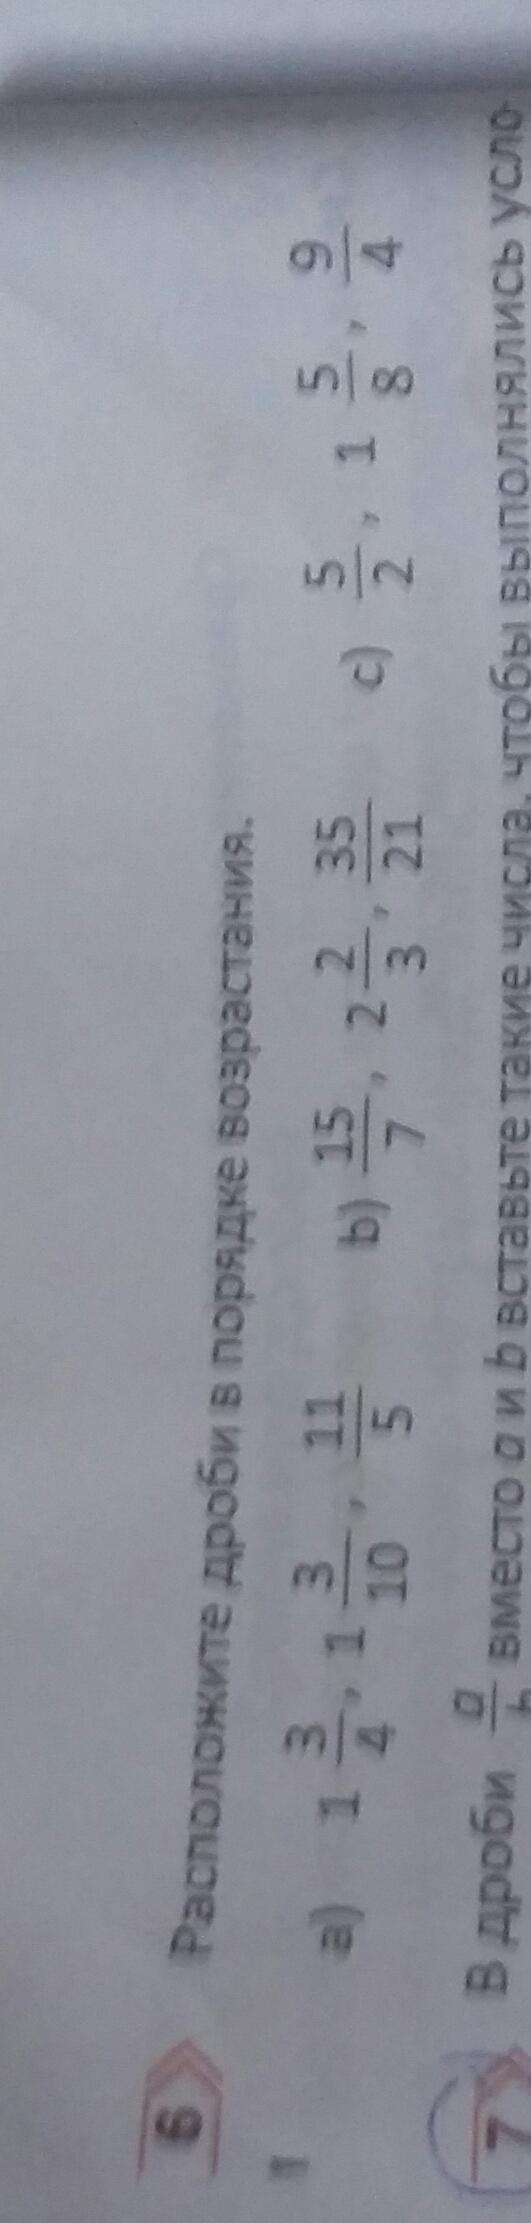 6 Расположите дроби в порядке возрастания.
a) 1 3/4, 1 3/10, 11/5 b) 15/7, 2 2/3, 35/21 c) 5/2, 1 5/8, 9/4
7 В дроби a/b вместо a и b вставьте такие числа, чтобы выполнялись усло-